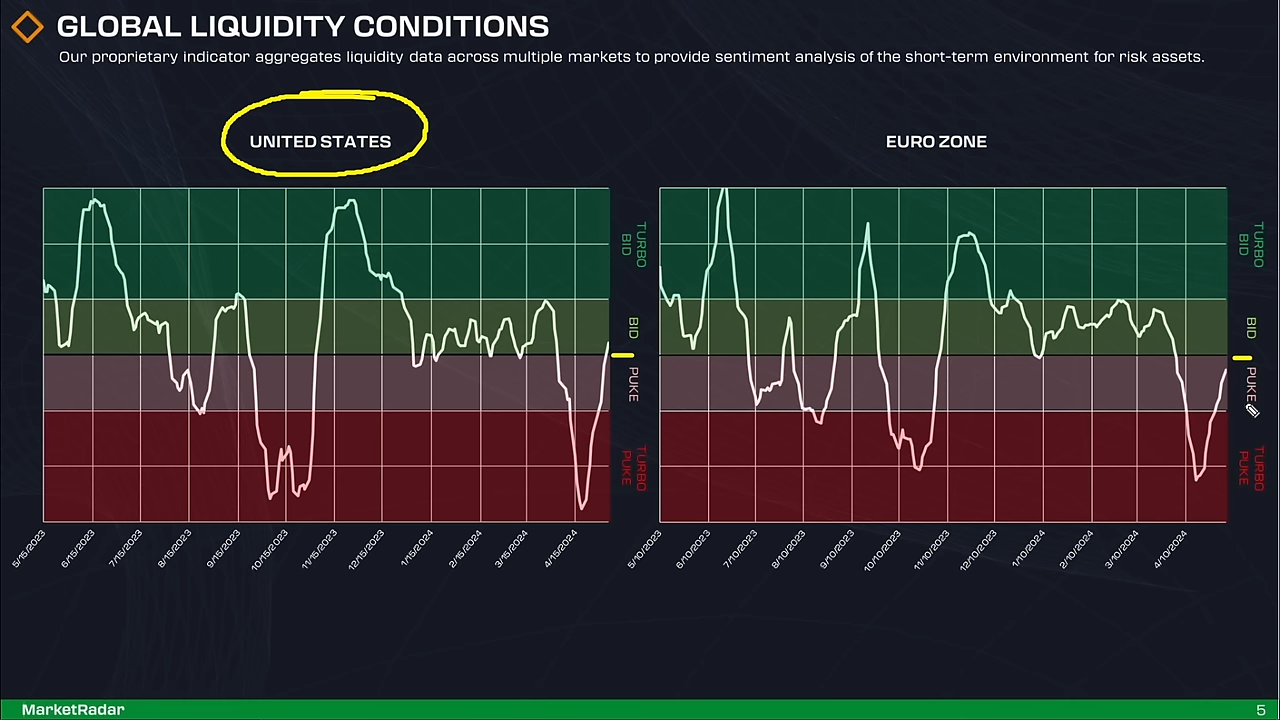 GLOBAL LIQUIDITY CONDITIONS
Our proprietary indicator aggregates liquidity data across multiple markets to provide sentiment analysis of the short-term environment for risk assets.
UNITED STATES
TURBO
BID
BID
PUKE
TURBO
PUKE
5/15/2023
6/15/2023
7/15/2023
8/15/2023
9/15/2023
10/15/2023
11/15/2023
12/15/2023
1/15/2024
2/15/2024
3/15/2024
4/15/2024
EURO ZONE
TURBO
BID
BID
PUKE
TURBO
PUKE
5/10/2023
6/10/2023
7/10/2023
8/10/2023
9/10/2023
10/10/2023
11/10/2023
12/10/2023
1/10/2024
2/10/2024
3/10/2024
4/10/2024
MarketRadar
5